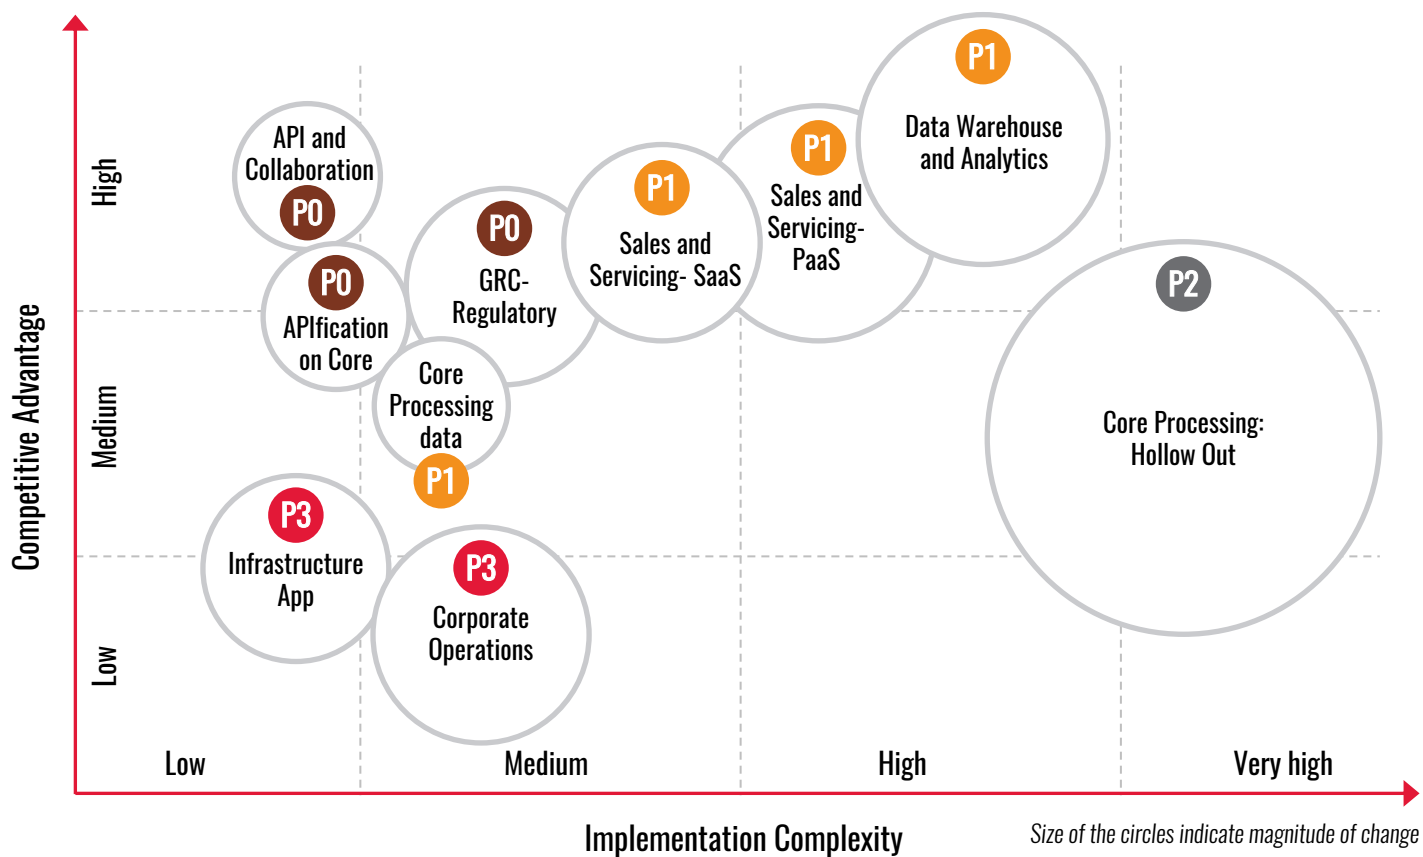 Competitive Advantage
High
Medium
Low
API and
Collaboration
P0
P0
APIfication
on Core
P0
GRC-
Regulatory
Core
Processing
data
P1
P1
Sales and
Servicing- SaaS
P1
Sales and
Servicing-
PaaS
P1
Data Warehouse
and Analytics
P2
Core Processing:
Hollow Out
P3
Infrastructure
App
P3
Corporate
Operations
Low
Medium
High
Very high
Implementation Complexity
Size of the circles indicate magnitude of change